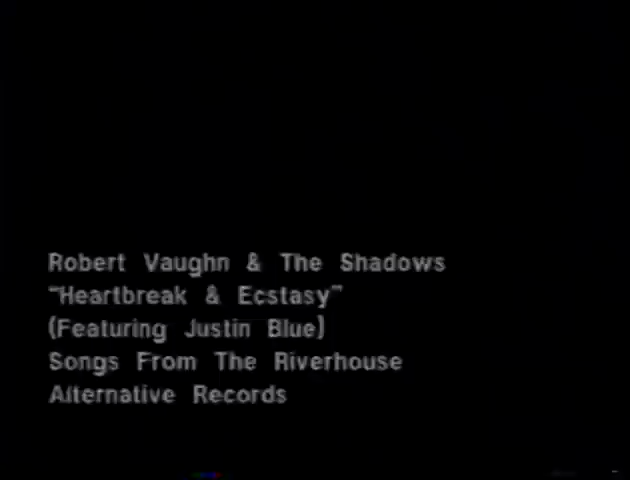 Robert Vaughn & The Shadows
"Heartbreak & Ecstasy"
(Featuring Justin Blue)
Songs From The Riverhouse
Alternative Records